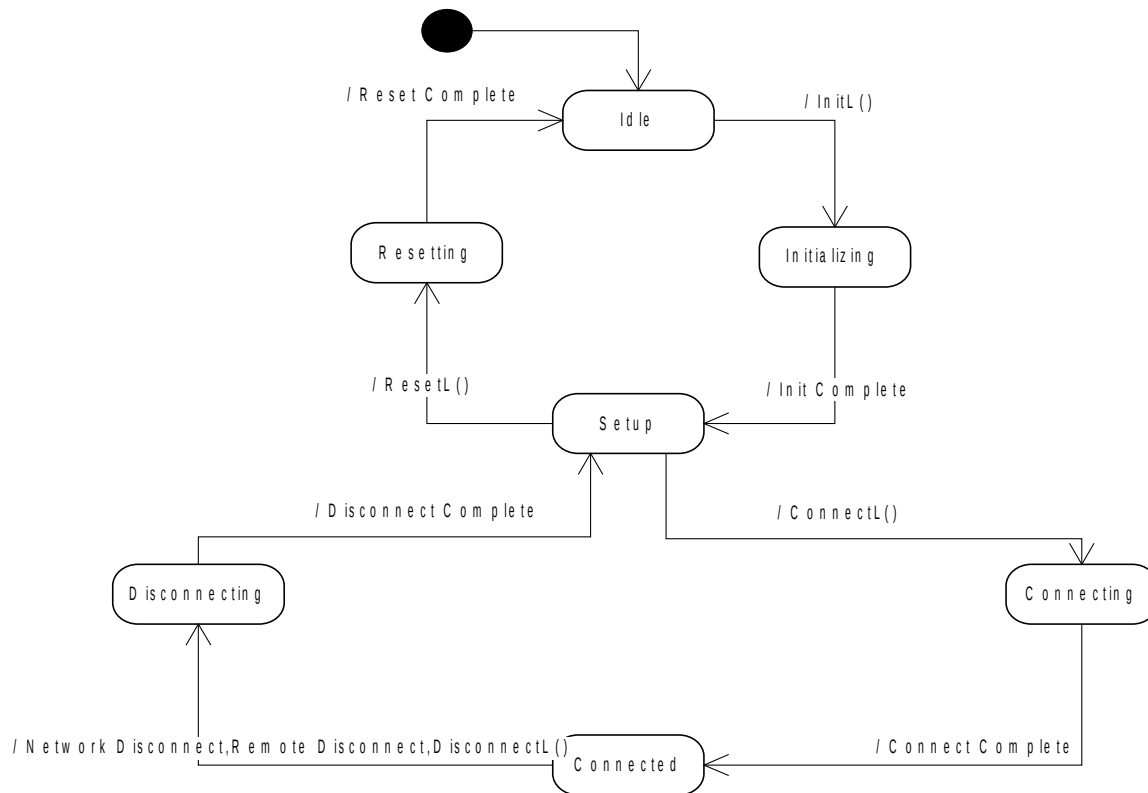 / Reset Complete
/ InitL()
Idle
Resetting
Initializing
/ ResetL()
/ Init Complete
Setup
/ Disconnect Complete
/ ConnectL()
Disconnecting
Connecting
/ Network Disconnect,Remote Disconnect,DisconnectL()
/ Connect Complete
Connected